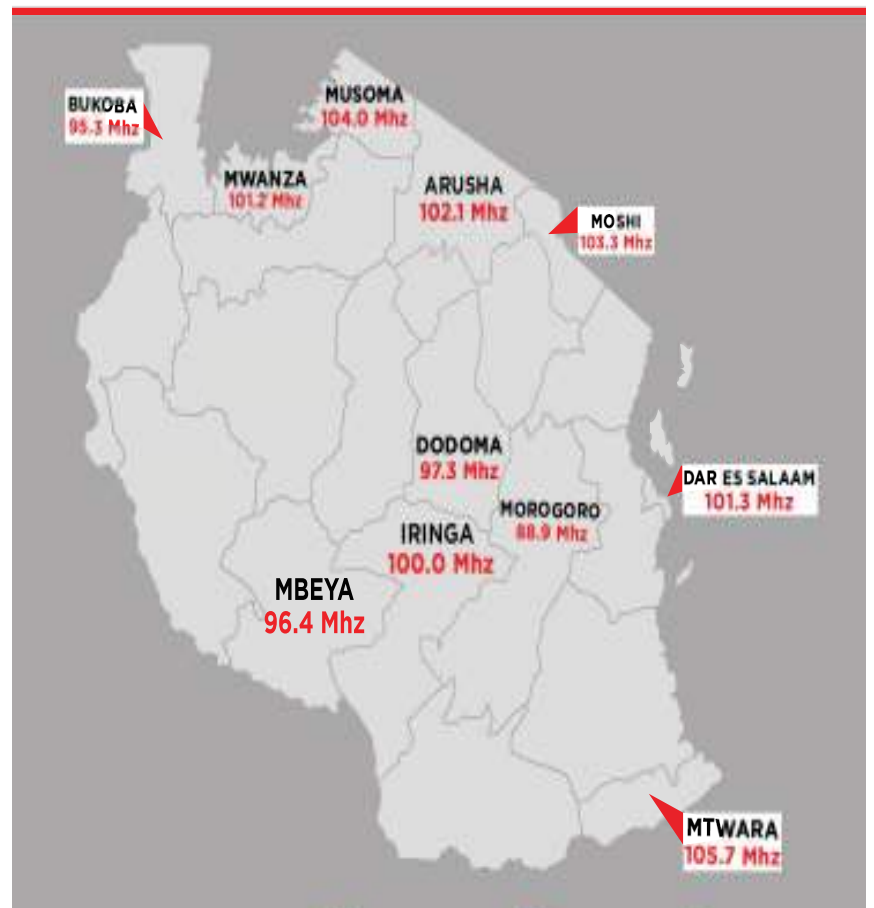 BUKOBA
95.3 Mhz
MUSOMA
104.0 Mhz
MWANZA
101.2 Mhz
ARUSHA
102.1 Mhz
MOSHI
103.3 Mhz
DODOMA
97.3 Mhz
DAR ES SALAAM
101.3 Mhz
MOROGORO
88.9 Mhz
IRINGA
100.0 Mhz
MBEYA
96.4 Mhz
MTWARA
105.7 Mhz